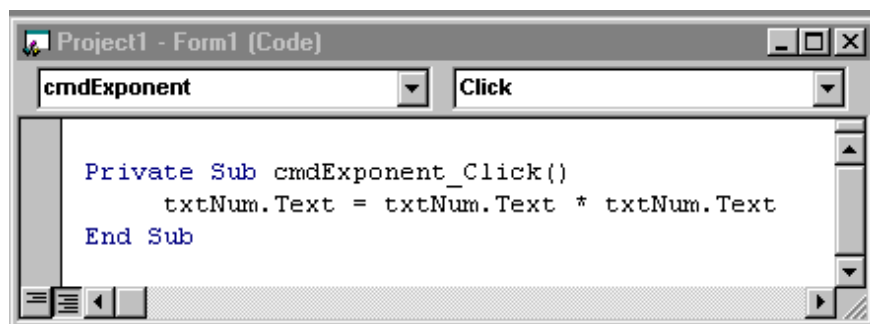 Project1 - Form1 (Code)
cmdExponent Click
Private Sub cmdExponent_Click()
txtNum.Text = txtNum.Text * txtNum.Text
End Sub